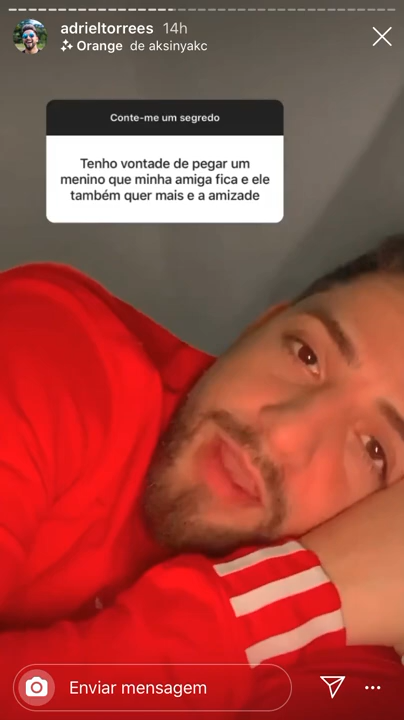 adrieltorrees 14h
Orange de aksinyakc
Conte-me um segredo
Tenho vontade de pegar um
menino que minha amiga fica e ele
também quer mais e a amizade
Enviar mensagem